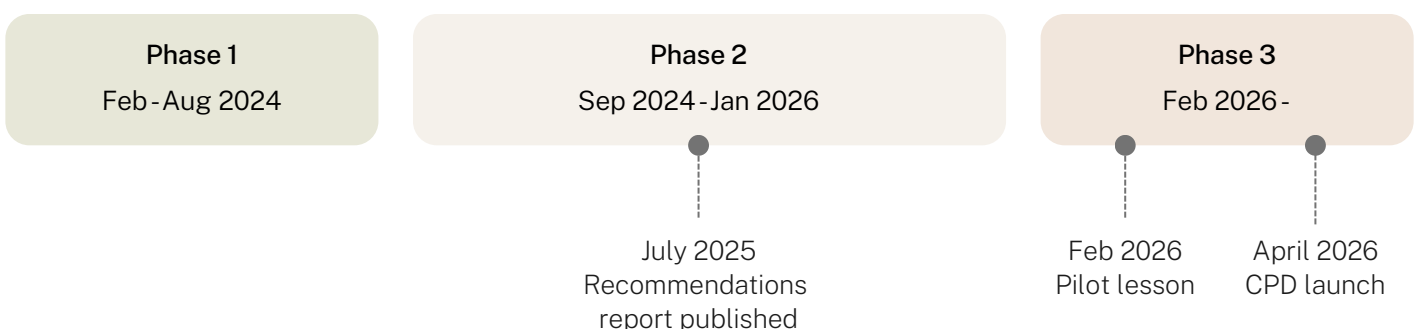 Phase 1
Feb - Aug 2024
Phase 2
Sep 2024 - Jan 2026
Phase 3
Feb 2026 -
July 2025
Recommendations
report published
Feb 2026
Pilot lesson
April 2026
CPD launch